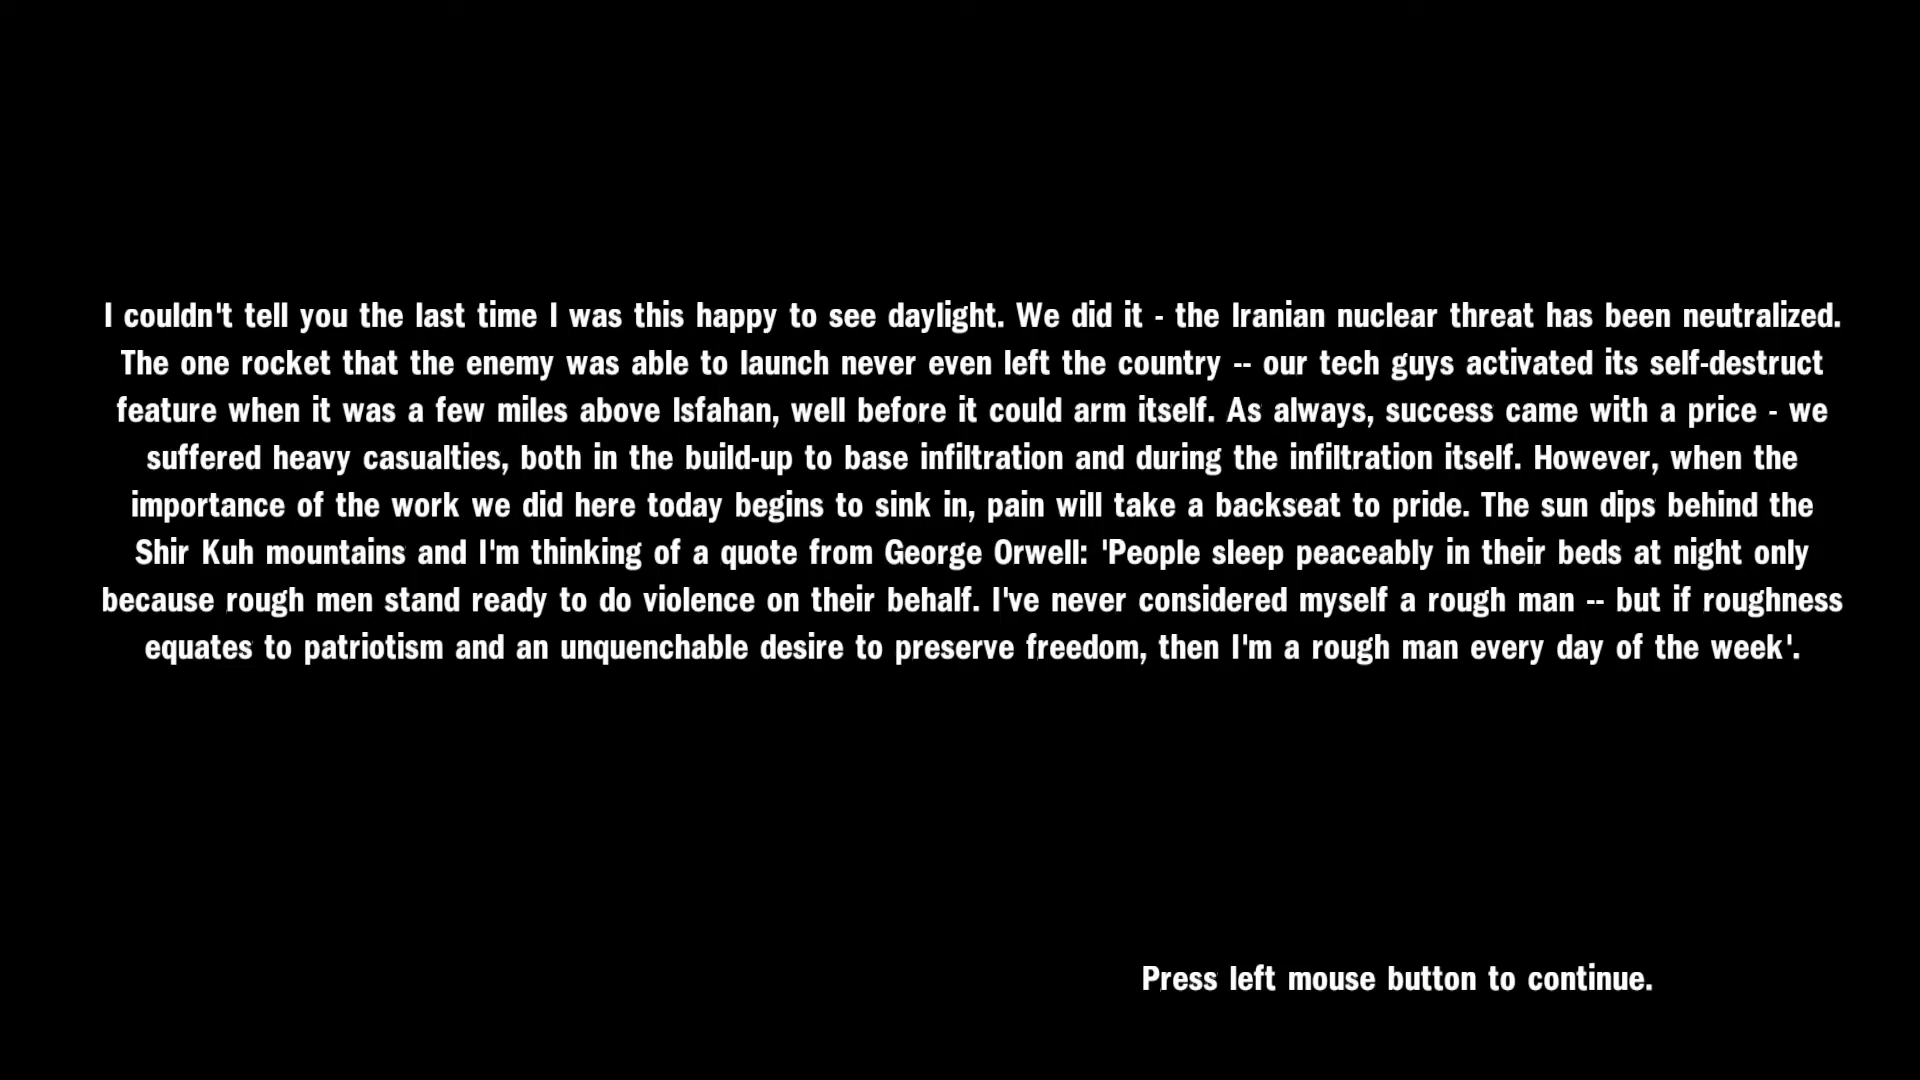 I couldn't tell you the last time I was this happy to see daylight. We did it - the Iranian nuclear threat has been neutralized.
The one rocket that the enemy was able to launch never even left the country -- our tech guys activated its self-destruct
feature when it was a few miles above Isfahan, well before it could arm itself. As always, success came with a price - we
suffered heavy casualties, both in the build-up to base infiltration and during the infiltration itself. However, when the
importance of the work we did here today begins to sink in, pain will take a backseat to pride. The sun dips behind the
Shir Kuh mountains and I'm thinking of a quote from George Orwell: 'People sleep peaceably in their beds at night only
because rough men stand ready to do violence on their behalf. I've never considered myself a rough man -- but if roughness
equates to patriotism and an unquenchable desire to preserve freedom, then I'm a rough man every day of the week'.
Press left mouse button to continue.